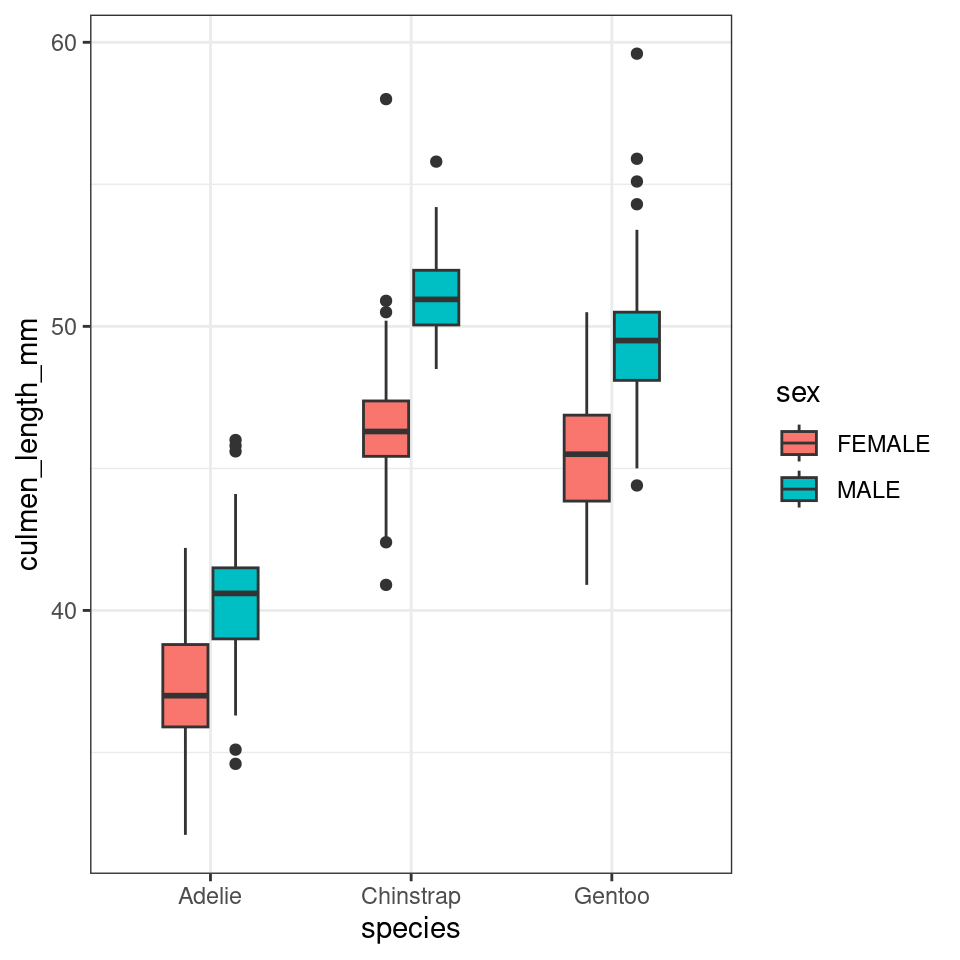 60
50
40
culmen_length_mm
Adelie
Chinstrap
Gentoo
species
sex
FEMALE
MALE